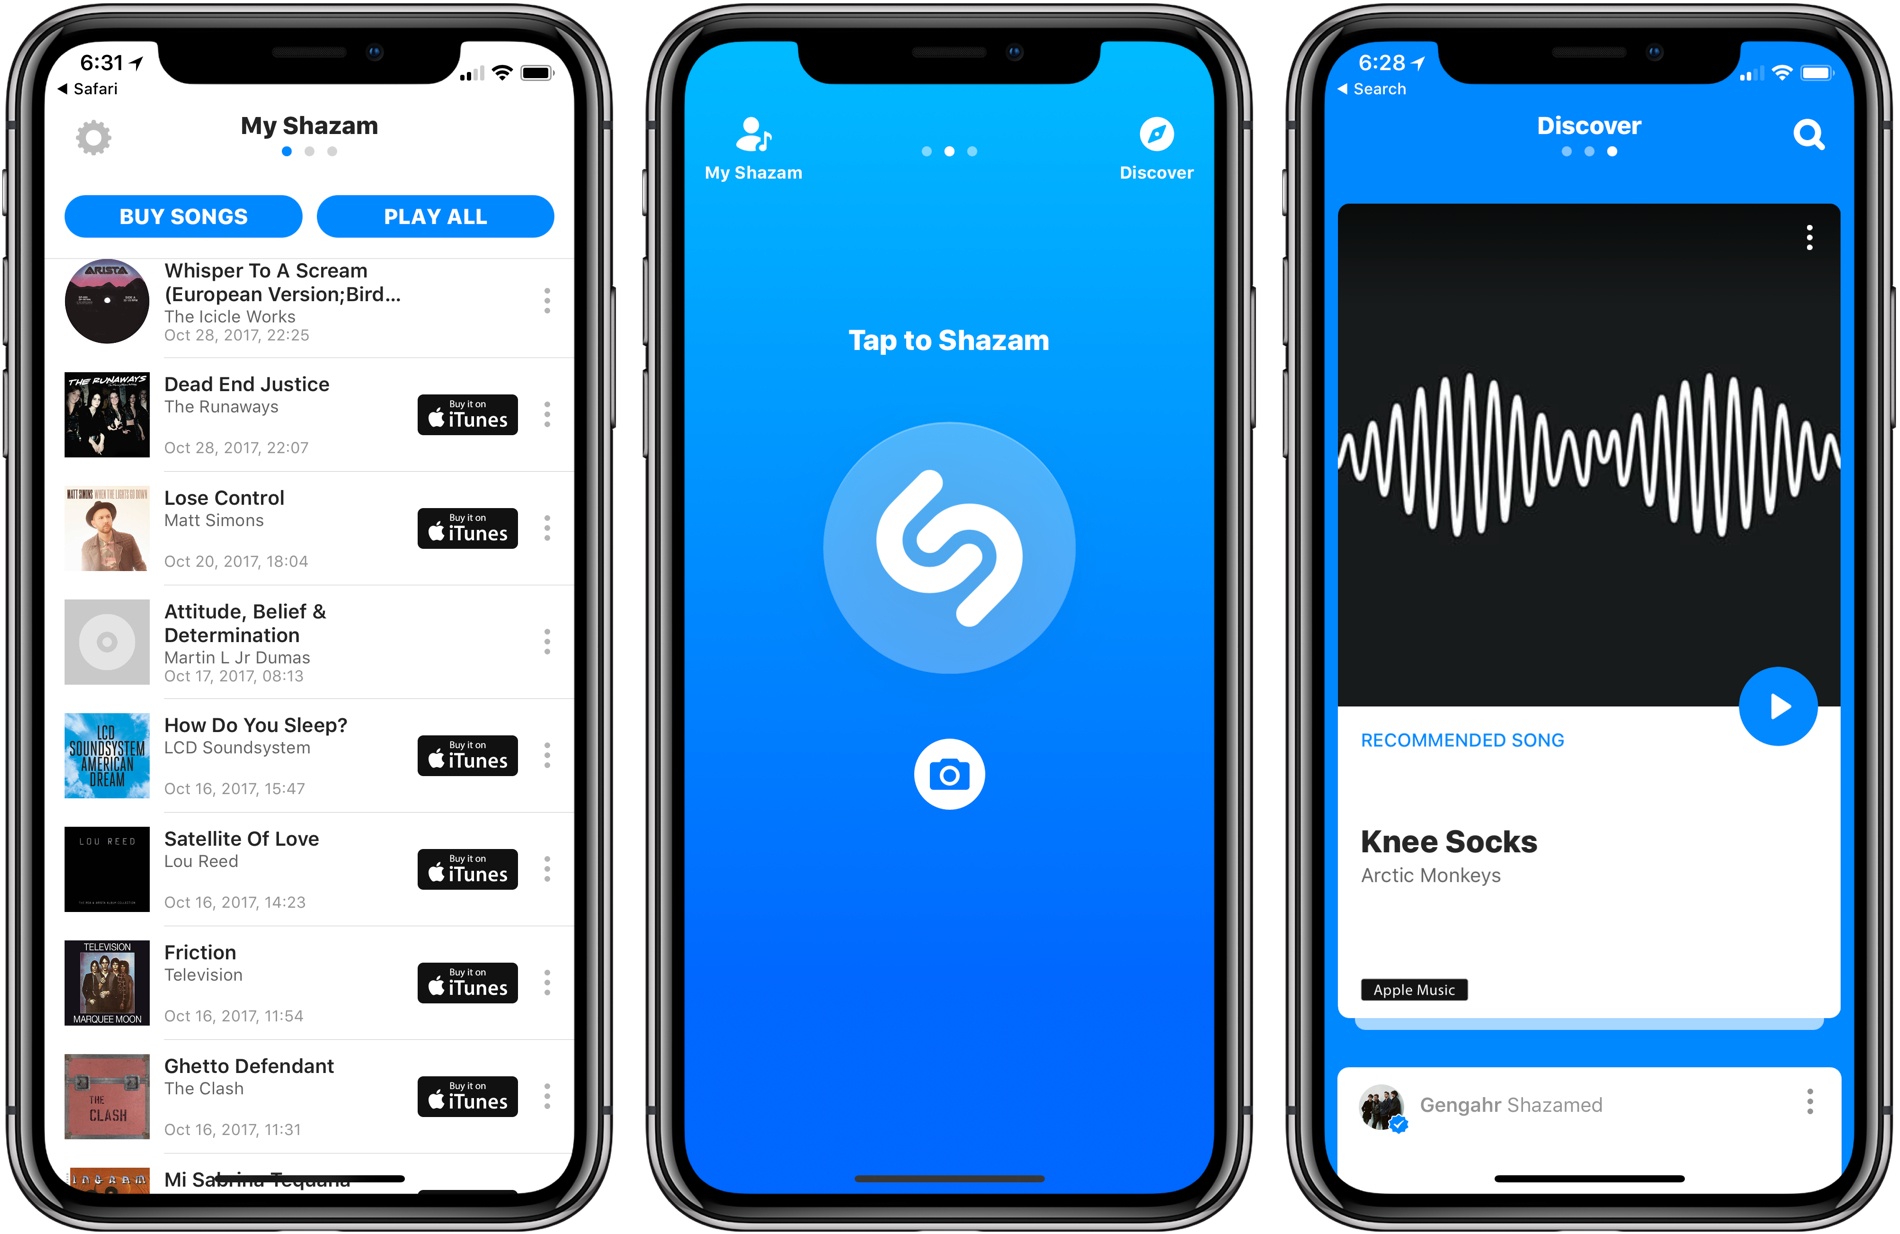 6:31
Safari
My Shazam
BUY SONGS
PLAY ALL
ARISTA
Whisper To A Scream
(European Version;Bird...
The Icicle Works
Oct 28, 2017, 22:25
THE RUNAWAYS
Dead End Justice
The Runaways
Oct 28, 2017, 22:07
Buy it on
iTunes
MATT SIMONS WHEN THE LIGHTS GO DOWN
Lose Control
Matt Simons
Oct 20, 2017, 18:04
Buy it on
iTunes
Attitude, Belief &
Determination
Martin L Jr Dumas
Oct 17, 2017, 08:13
LCD
SOUNDSYSTEM
AMERICAN
DREAM
How Do You Sleep?
LCD Soundsystem
Oct 16, 2017, 15:47
Buy it on
iTunes
LOU REED
Satellite Of Love
Lou Reed
Oct 16, 2017, 14:23
Buy it on
iTunes
TELEVISION
MARQUEE MOON
Friction
Television
Oct 16, 2017, 11:54
Buy it on
iTunes
THE
CLASH
Ghetto Defendant
The Clash
Oct 16, 2017, 11:31
Buy it on
iTunes
INGRAM
Mi Sabrina Tequana
My Shazam
Discover
Tap to Shazam
6:28
Search
Discover
RECOMMENDED SONG
Knee Socks
Arctic Monkeys
Apple Music
Gengahr Shazamed